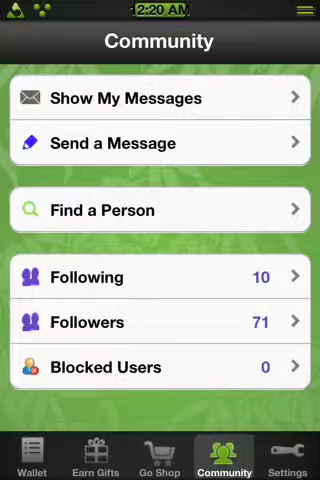 12:20 AM
Community
Show My Messages
Send a Message
Find a Person
Following 10
Followers 71
Blocked Users 0
Wallet Earn Gifts Go Shop Community Settings